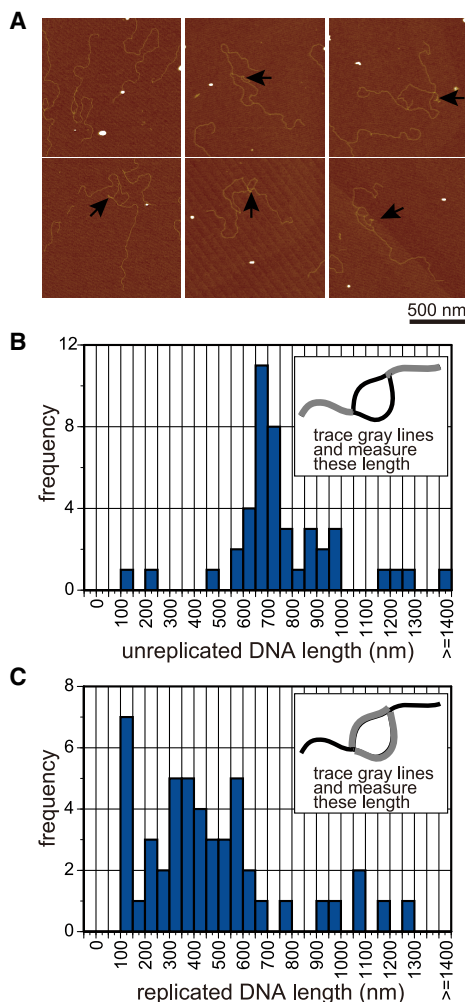 A
500 nm
B
12
8
4
0
frequency
trace gray lines
and measure
these length
0
100
200
300
400
500
600
700
800
900
1000
1100
1200
1300
>=1400
unreplicated DNA length (nm)
C
8
6
4
2
0
frequency
trace gray lines
and measure
these length
0
100
200
300
400
500
600
700
800
900
1000
1100
1200
1300
>=1400
replicated DNA length (nm)